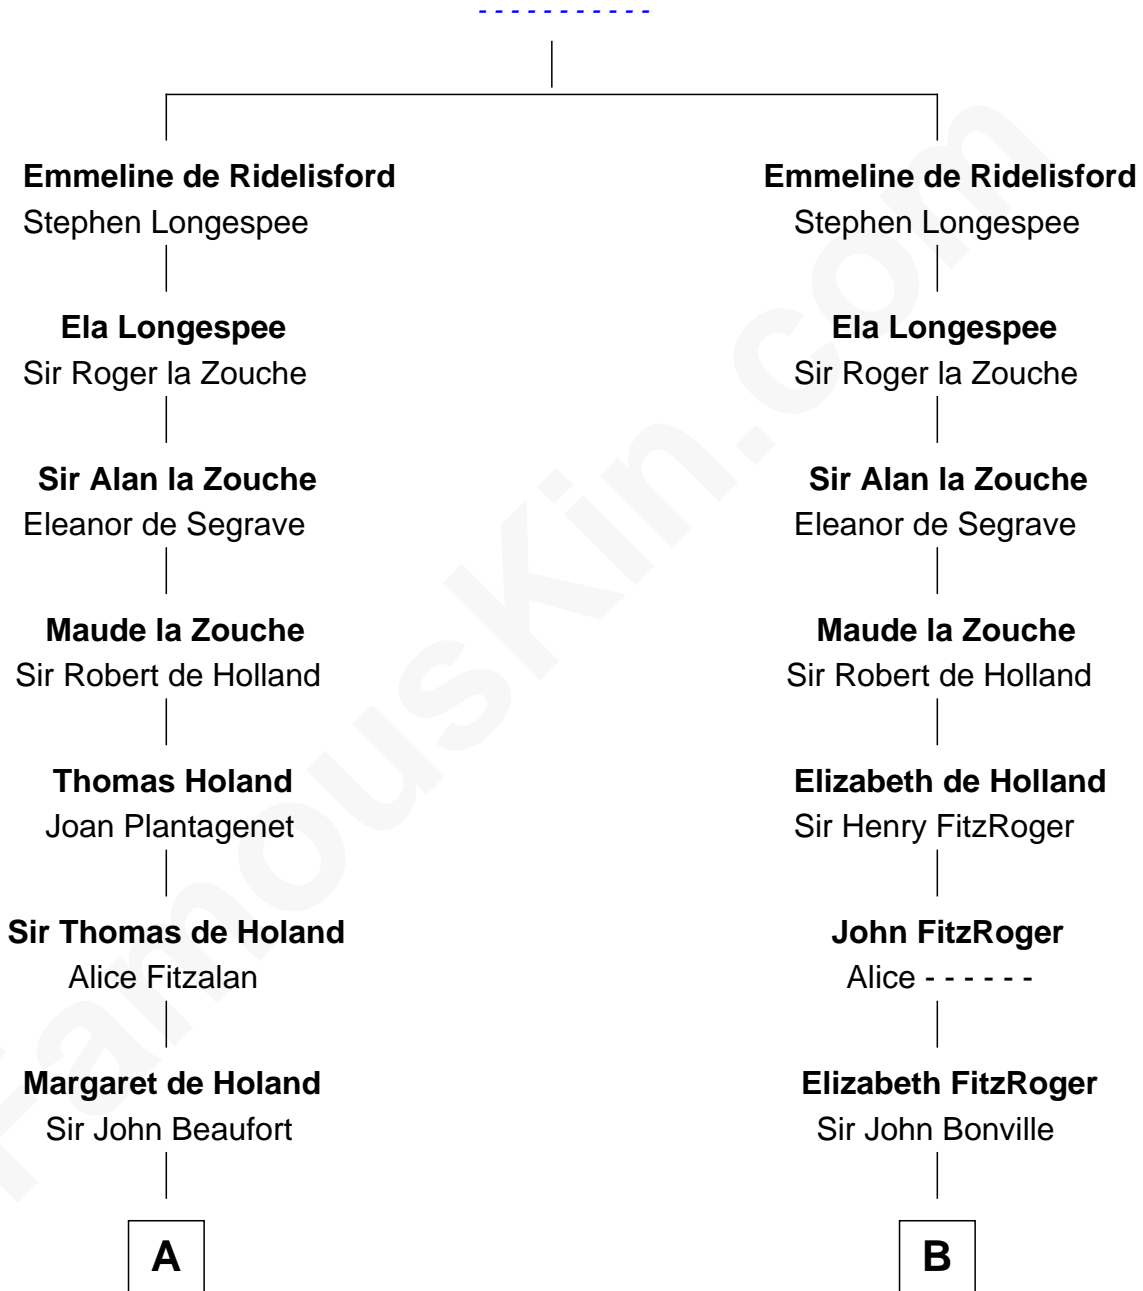 - - - - - - - - - - -
Emmeline de Ridelisford Emmeline de Ridelisford
Stephen Longespee Stephen Longespee
Ela Longespee Ela Longespee
Sir Roger la Zouche Sir Roger la Zouche
Sir Alan la Zouche Sir Alan la Zouche
Eleanor de Segrave Eleanor de Segrave
Maude la Zouche Maude la Zouche
Sir Robert de Holland Sir Robert de Holland
Thomas Holand Elizabeth de Holland
Joan Plantagenet Sir Henry FitzRoger
Sir Thomas de Holand John FitzRoger
Alice Fitzalan Alice - - - - - -
Margaret de Holand Elizabeth FitzRoger
Sir John Beaufort Sir John Bonville
A B
FamousKin.com